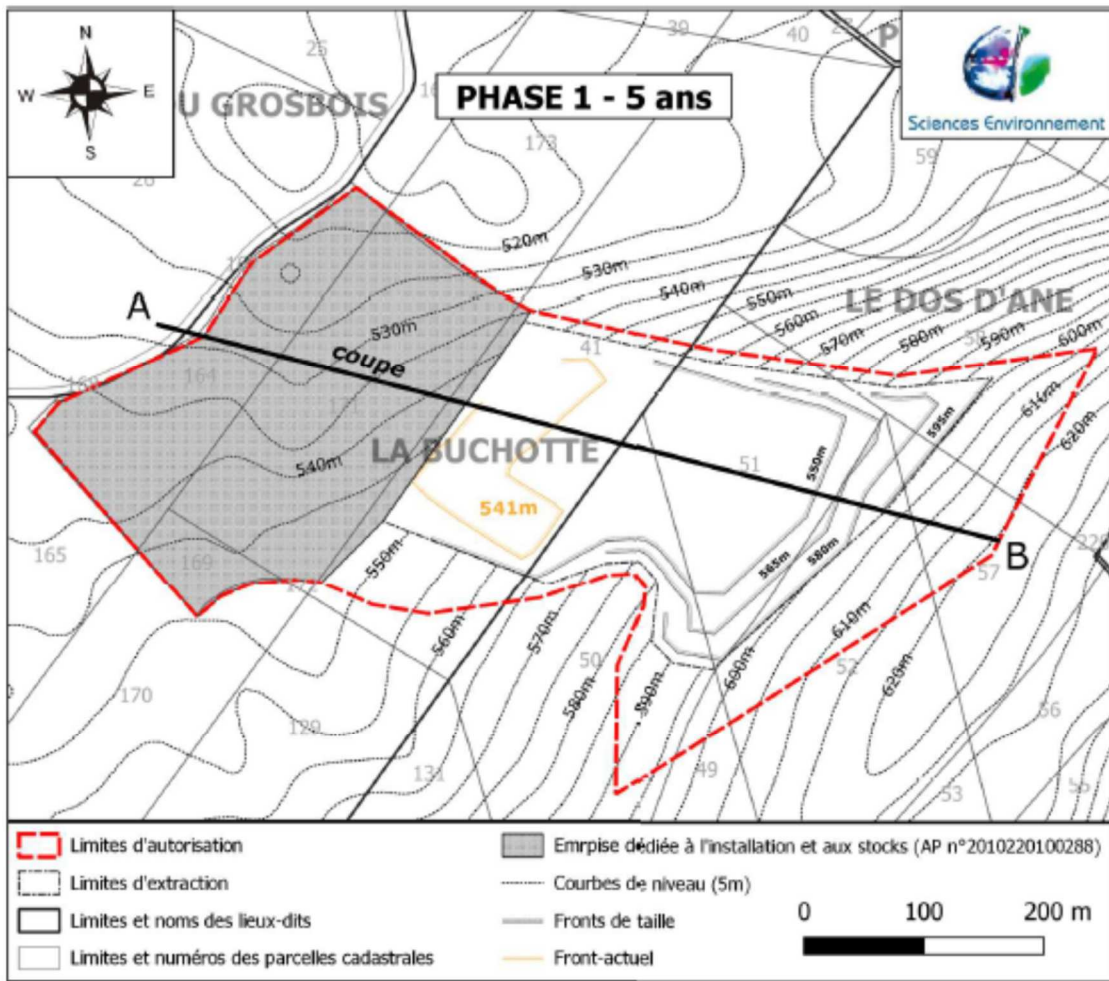 N
W
E
S
U GROSBOIS
PHASE 1 - 5 ans
Sciences Environnement
25
39
40
173
59
26
520m
530m
540m
550m
560m
570m
580m
590m
600m
LE DOS D'ANE
610m
620m
A
coupe
530m
164
41
LA BUCHOTTE
540m
541m
51
550m
595m
565m
580m
B
57
165
169
550m
560m
570m
580m
590m
600m
610m
620m
50
52
170
129
131
49
56
53
Limites d'autorisation
Limites d'extraction
Limites et noms des lieux-dits
Limites et numéros des parcelles cadastrales
Emrpise dédiée à l'installation et aux stocks (AP n°2010220100288)
Courbes de niveau (5m)
Fronts de taille
Front-actuel
0 100 200 m